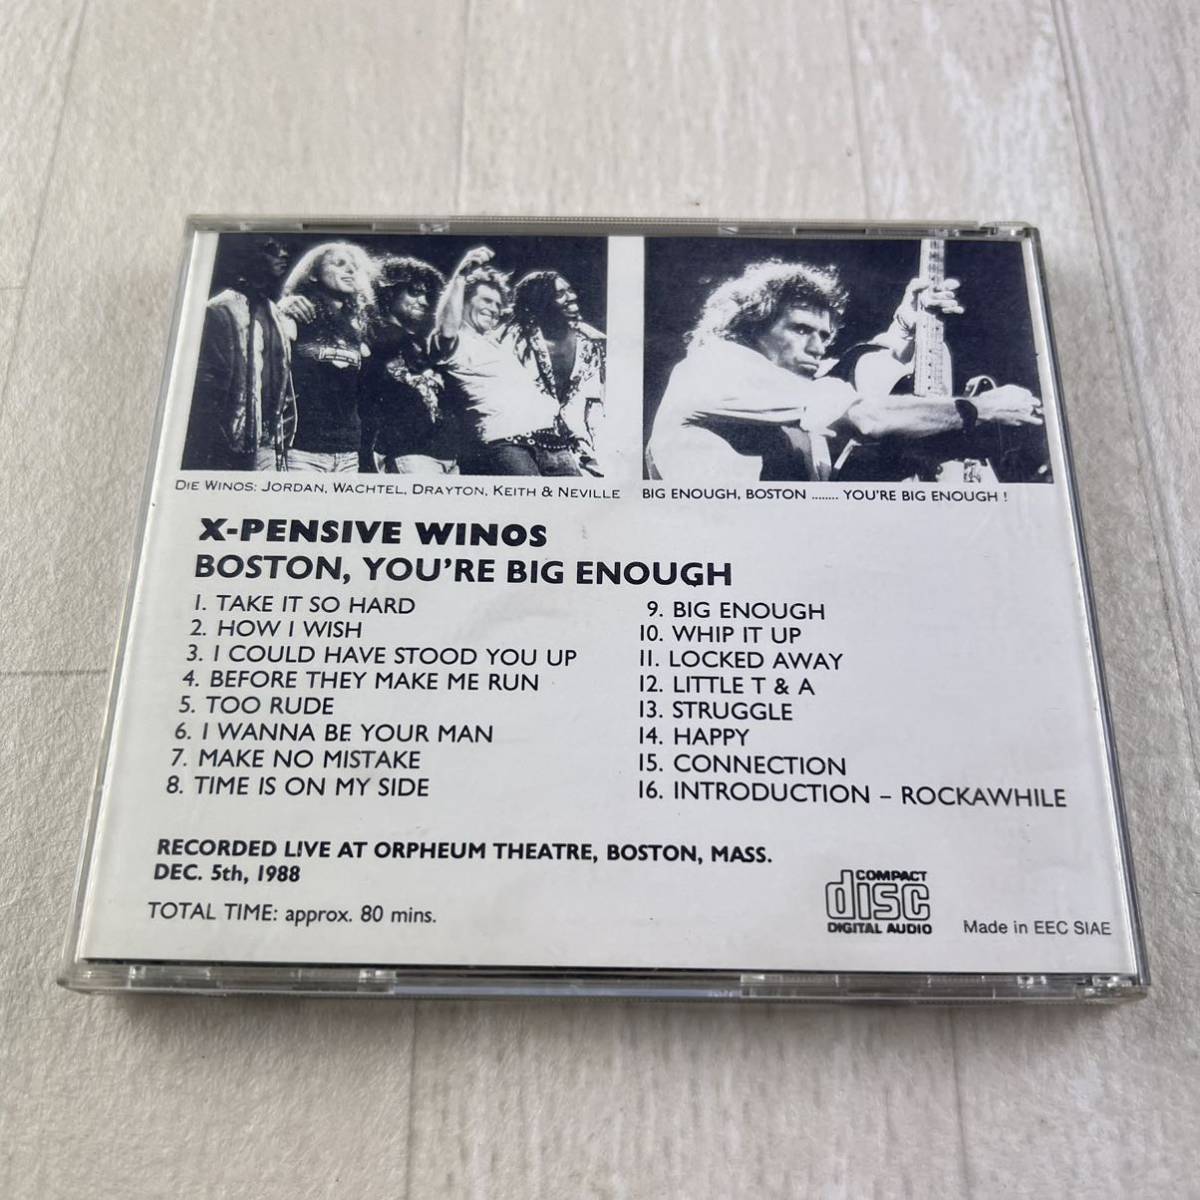 DIE WINOS: JORDAN, WACHTEL, DRAYTON, KEITH & NEVILLE
BIG ENOUGH, BOSTON ........ YOU'RE BIG ENOUGH !
X-PENSIVE WINOS
BOSTON, YOU'RE BIG ENOUGH
1. TAKE IT SO HARD
2. HOW I WISH
3. I COULD HAVE STOOD YOU UP
4. BEFORE THEY MAKE ME RUN
5. TOO RUDE
6. I WANNA BE YOUR MAN
7. MAKE NO MISTAKE
8. TIME IS ON MY SIDE
9. BIG ENOUGH
10. WHIP IT UP
11. LOCKED AWAY
12. LITTLE T & A
13. STRUGGLE
14. HAPPY
15. CONNECTION
16. INTRODUCTION – ROCKAWHILE
RECORDED LIVE AT ORPHEUM THEATRE, BOSTON, MASS.
DEC. 5th, 1988
TOTAL TIME: approx. 80 mins.
COMPACT
disc
DIGITAL AUDIO
Made in EEC SIAE